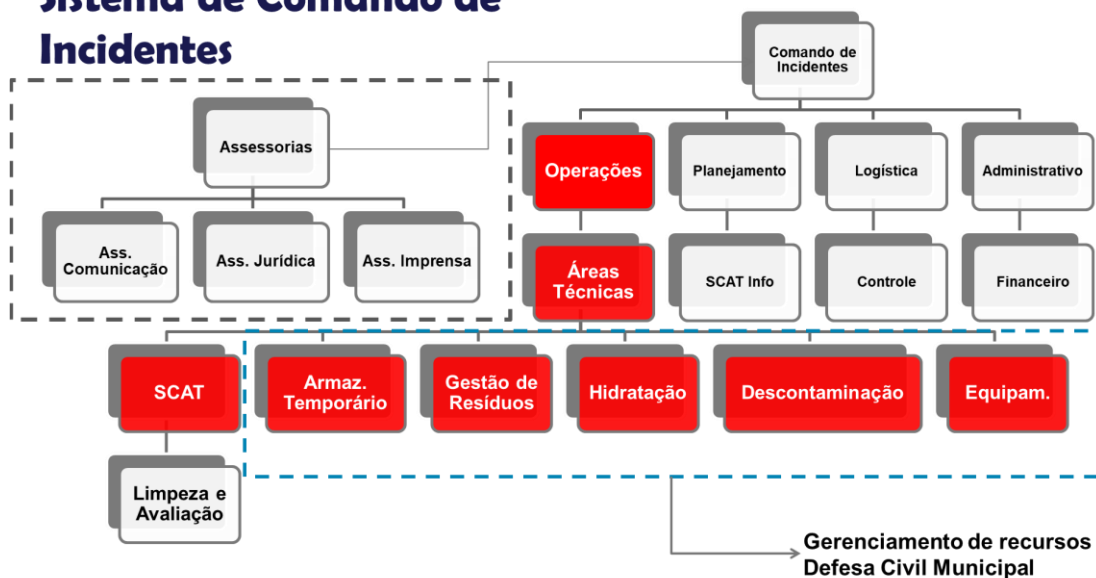 Sistema de Comando de
Incidentes
Comando de
Incidentes
Assessorias
Ass.
Comunicação
Ass. Jurídica
Ass. Imprensa
Operações
Planejamento
Logística
Administrativo
Áreas
Técnicas
SCAT Info
Controle
Financeiro
SCAT
Armaz.
Temporário
Gestão de
Resíduos
Hidratação
Descontaminação
Equipam.
Limpeza e
Avaliação
Gerenciamento de recursos
Defesa Civil Municipal